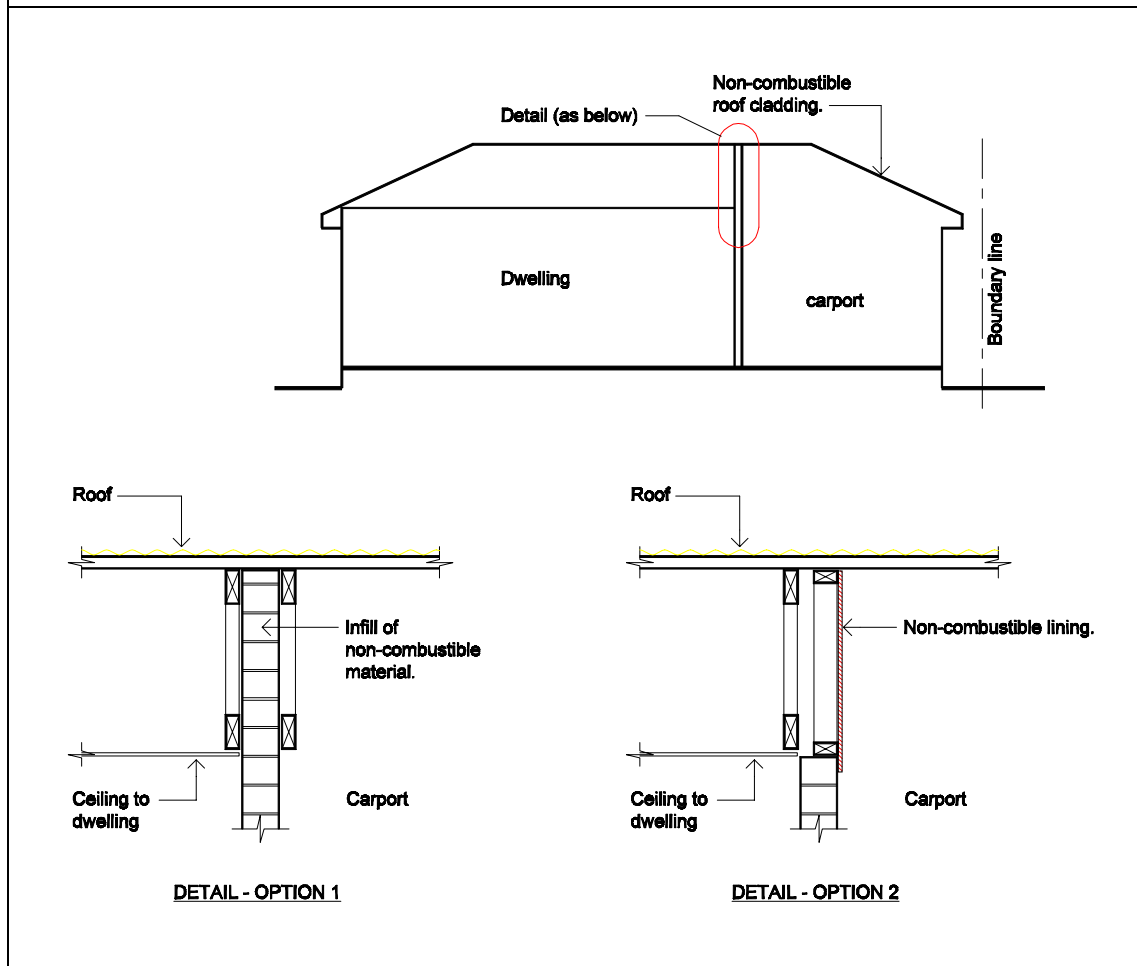 Non-combustible
roof cladding.
Detail (as below)
Dwelling
carport
Boundary line
Roof
Infill of
non-combustible
material.
Ceiling to
dwelling
Carport
DETAIL - OPTION 1
Roof
Non-combustible lining.
Ceiling to
dwelling
Carport
DETAIL - OPTION 2